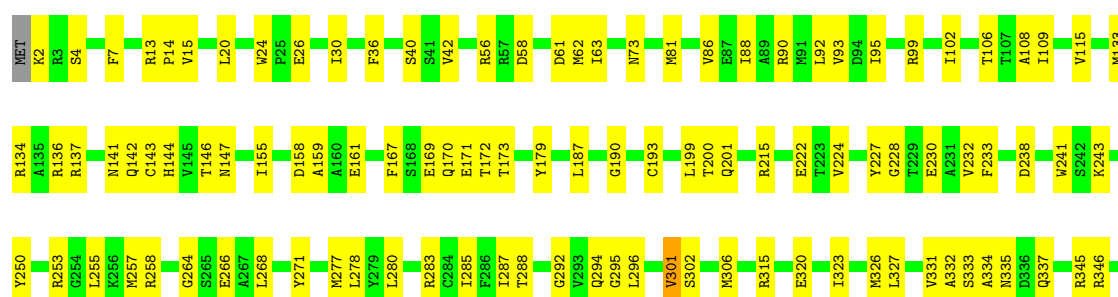 MET K2 R3 S4 F7 R13 P14 V15 L20 W24 P25 E26 I30 F36 S40 S41 V42 R56 R57 D58 D61 M62 I63 N73 M81 V86 E87 I88 A89 R90 M91 L92 V93 D94 I95 R99 I102 T106 T107 A108 I109 V115 M133
R134 A135 R136 R137 N141 Q142 C143 H144 V145 T146 N147 I155 D158 A159 A160 E161 F167 S168 E169 Q170 E171 T172 T173 Y179 L187 G190 C193 L199 T200 Q201 R215 E222 T223 V224 Y227 G228 T229 E230 A231 V232 F233 D238 W241 S242 K243
Y250 R253 G254 L255 K256 M257 R258 G264 S265 E266 A267 L268 Y271 M277 L278 Y279 L280 R283 C284 I285 F286 I287 T288 G292 V293 Q294 G295 L296 V301 S302 M306 R315 E320 I323 M326 L327 V331 A332 S333 A334 N335 D336 Q337 R345 R346